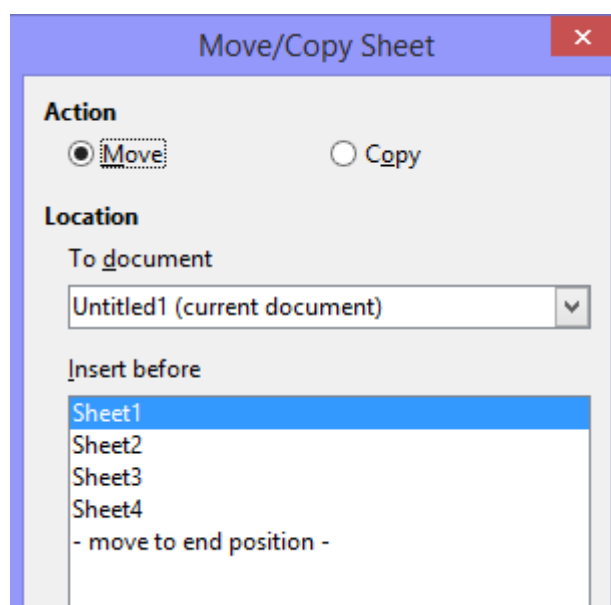 Move/Copy Sheet
Action
Move
Copy
Location
To document
Untitled1 (current document)
Insert before
Sheet1
Sheet2
Sheet3
Sheet4
- move to end position -